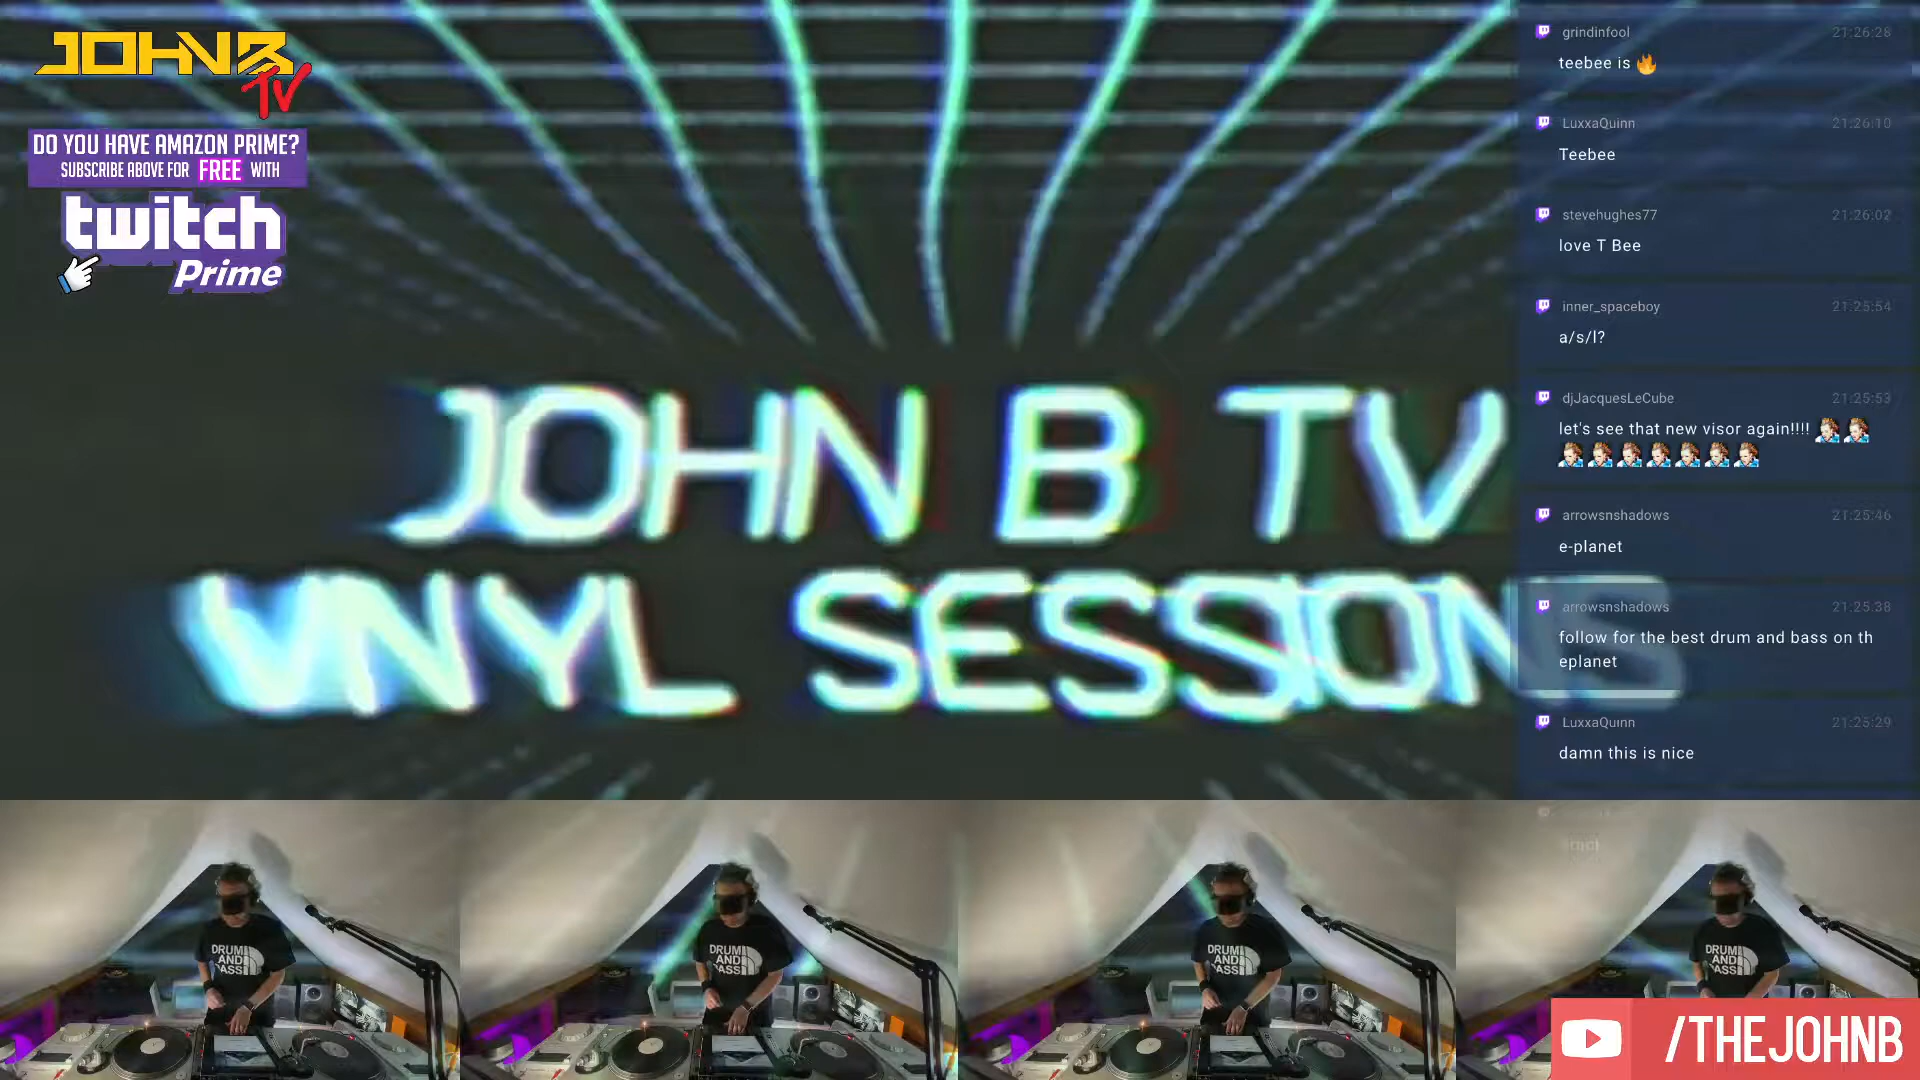 JOHNB
TV
DO YOU HAVE AMAZON PRIME?
SUBSCRIBE ABOVE FOR FREE WITH
twitch
Prime
JOHN B TV
VNYL SESSIONS
grindinfool 21:26:28
teebee is 🔥
LuxxaQuinn 21:26:10
Teebee
stevehughes77 21:26:02
love T Bee
inner_spaceboy 21:25:54
a/s/l?
djJacquesLeCube 21:25:53
let's see that new visor again!!!!
arrowsnshadows 21:25:46
e-planet
arrowsnshadows 21:25:38
follow for the best drum and bass on th
eplanet
LuxxaQuinn 21:25:29
damn this is nice
DRUM
AND
BASS
DRUM
AND
BASS
DRUM
AND
BASS
DRUM
AND
BASS
/THEJOHNB